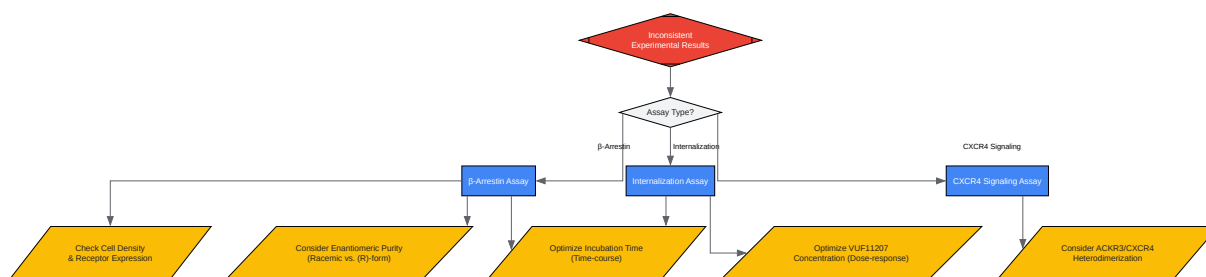 Inconsistent
Experimental Results
Assay Type?
β-Arrestin
Internalization
CXCR4 Signaling
β-Arrestin Assay
Internalization Assay
CXCR4 Signaling Assay
Check Cell Density
& Receptor Expression
Consider Enantiomeric Purity
(Racemic vs. (R)-form)
Optimize Incubation Time
(Time-course)
Optimize VUF11207
Concentration (Dose-response)
Consider ACKR3/CXCR4
Heterodimerization